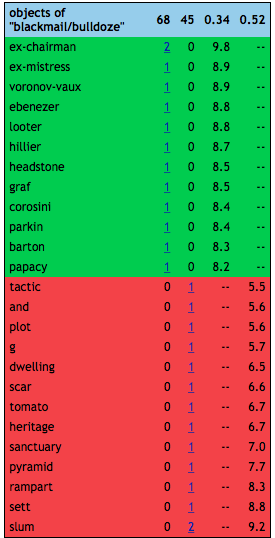 objects of
"blackmail/bulldoze" 68 45 0.34 0.52
ex-chairman 2 0 9.8 --
ex-mistress 1 0 8.9 --
voronov-vaux 1 0 8.9 --
ebenezer 1 0 8.8 --
looter 1 0 8.8 --
hillier 1 0 8.7 --
headstone 1 0 8.5 --
graf 1 0 8.5 --
corosini 1 0 8.4 --
parkin 1 0 8.4 --
barton 1 0 8.3 --
papacy 1 0 8.2 --
tactic 0 1 -- 5.5
and 0 1 -- 5.6
plot 0 1 -- 5.6
g 0 1 -- 5.7
dwelling 0 1 -- 6.5
scar 0 1 -- 6.6
tomato 0 1 -- 6.7
heritage 0 1 -- 6.7
sanctuary 0 1 -- 7.0
pyramid 0 1 -- 7.7
rampart 0 1 -- 8.3
sett 0 1 -- 8.8
slum 0 2 -- 9.2